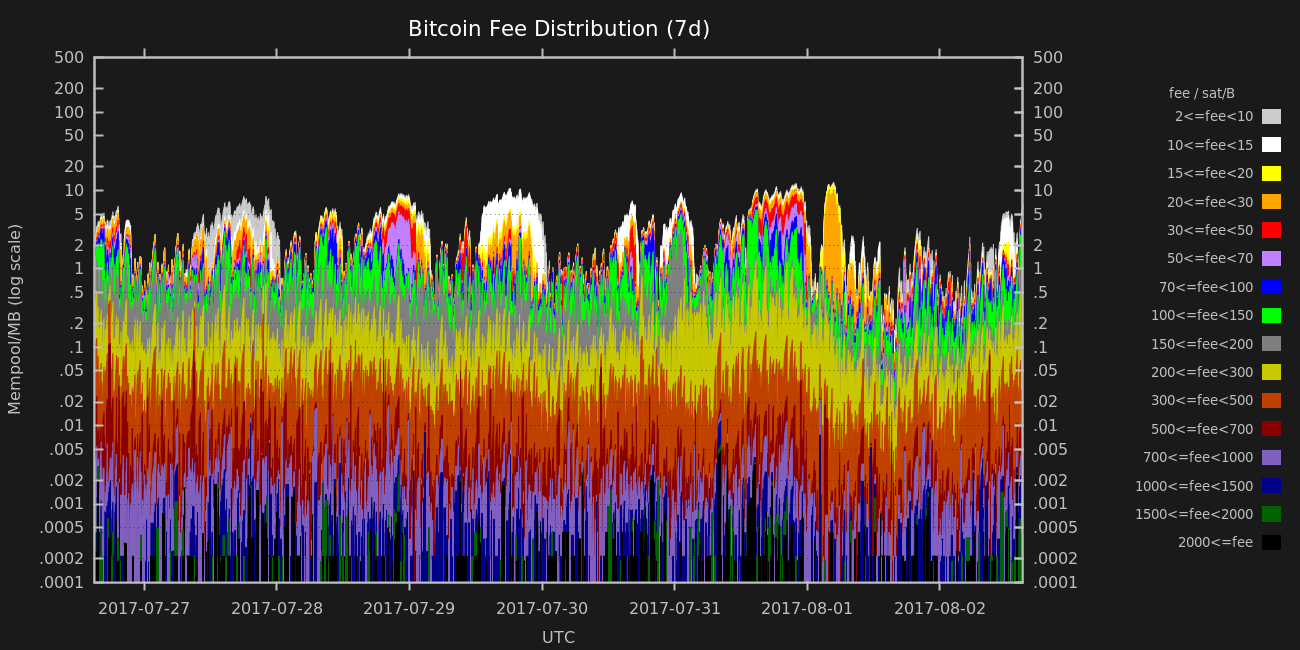 Bitcoin Fee Distribution (7d)
500 500
200 200
100 100
50 50
20 20
10 10
5 5
2 2
1 1
.5 .5
.2 .2
.1 .1
.05 .05
.02 .02
.01 .01
.005 .005
.002 .002
.001 .001
.0005 .0005
.0002 .0002
.0001 .0001
Mempool/MB (log scale)
2017-07-27 2017-07-28 2017-07-29 2017-07-30 2017-07-31 2017-08-01 2017-08-02
UTC
fee / sat/B
2<=fee<10
10<=fee<15
15<=fee<20
20<=fee<30
30<=fee<50
50<=fee<70
70<=fee<100
100<=fee<150
150<=fee<200
200<=fee<300
300<=fee<500
500<=fee<700
700<=fee<1000
1000<=fee<1500
1500<=fee<2000
2000<=fee